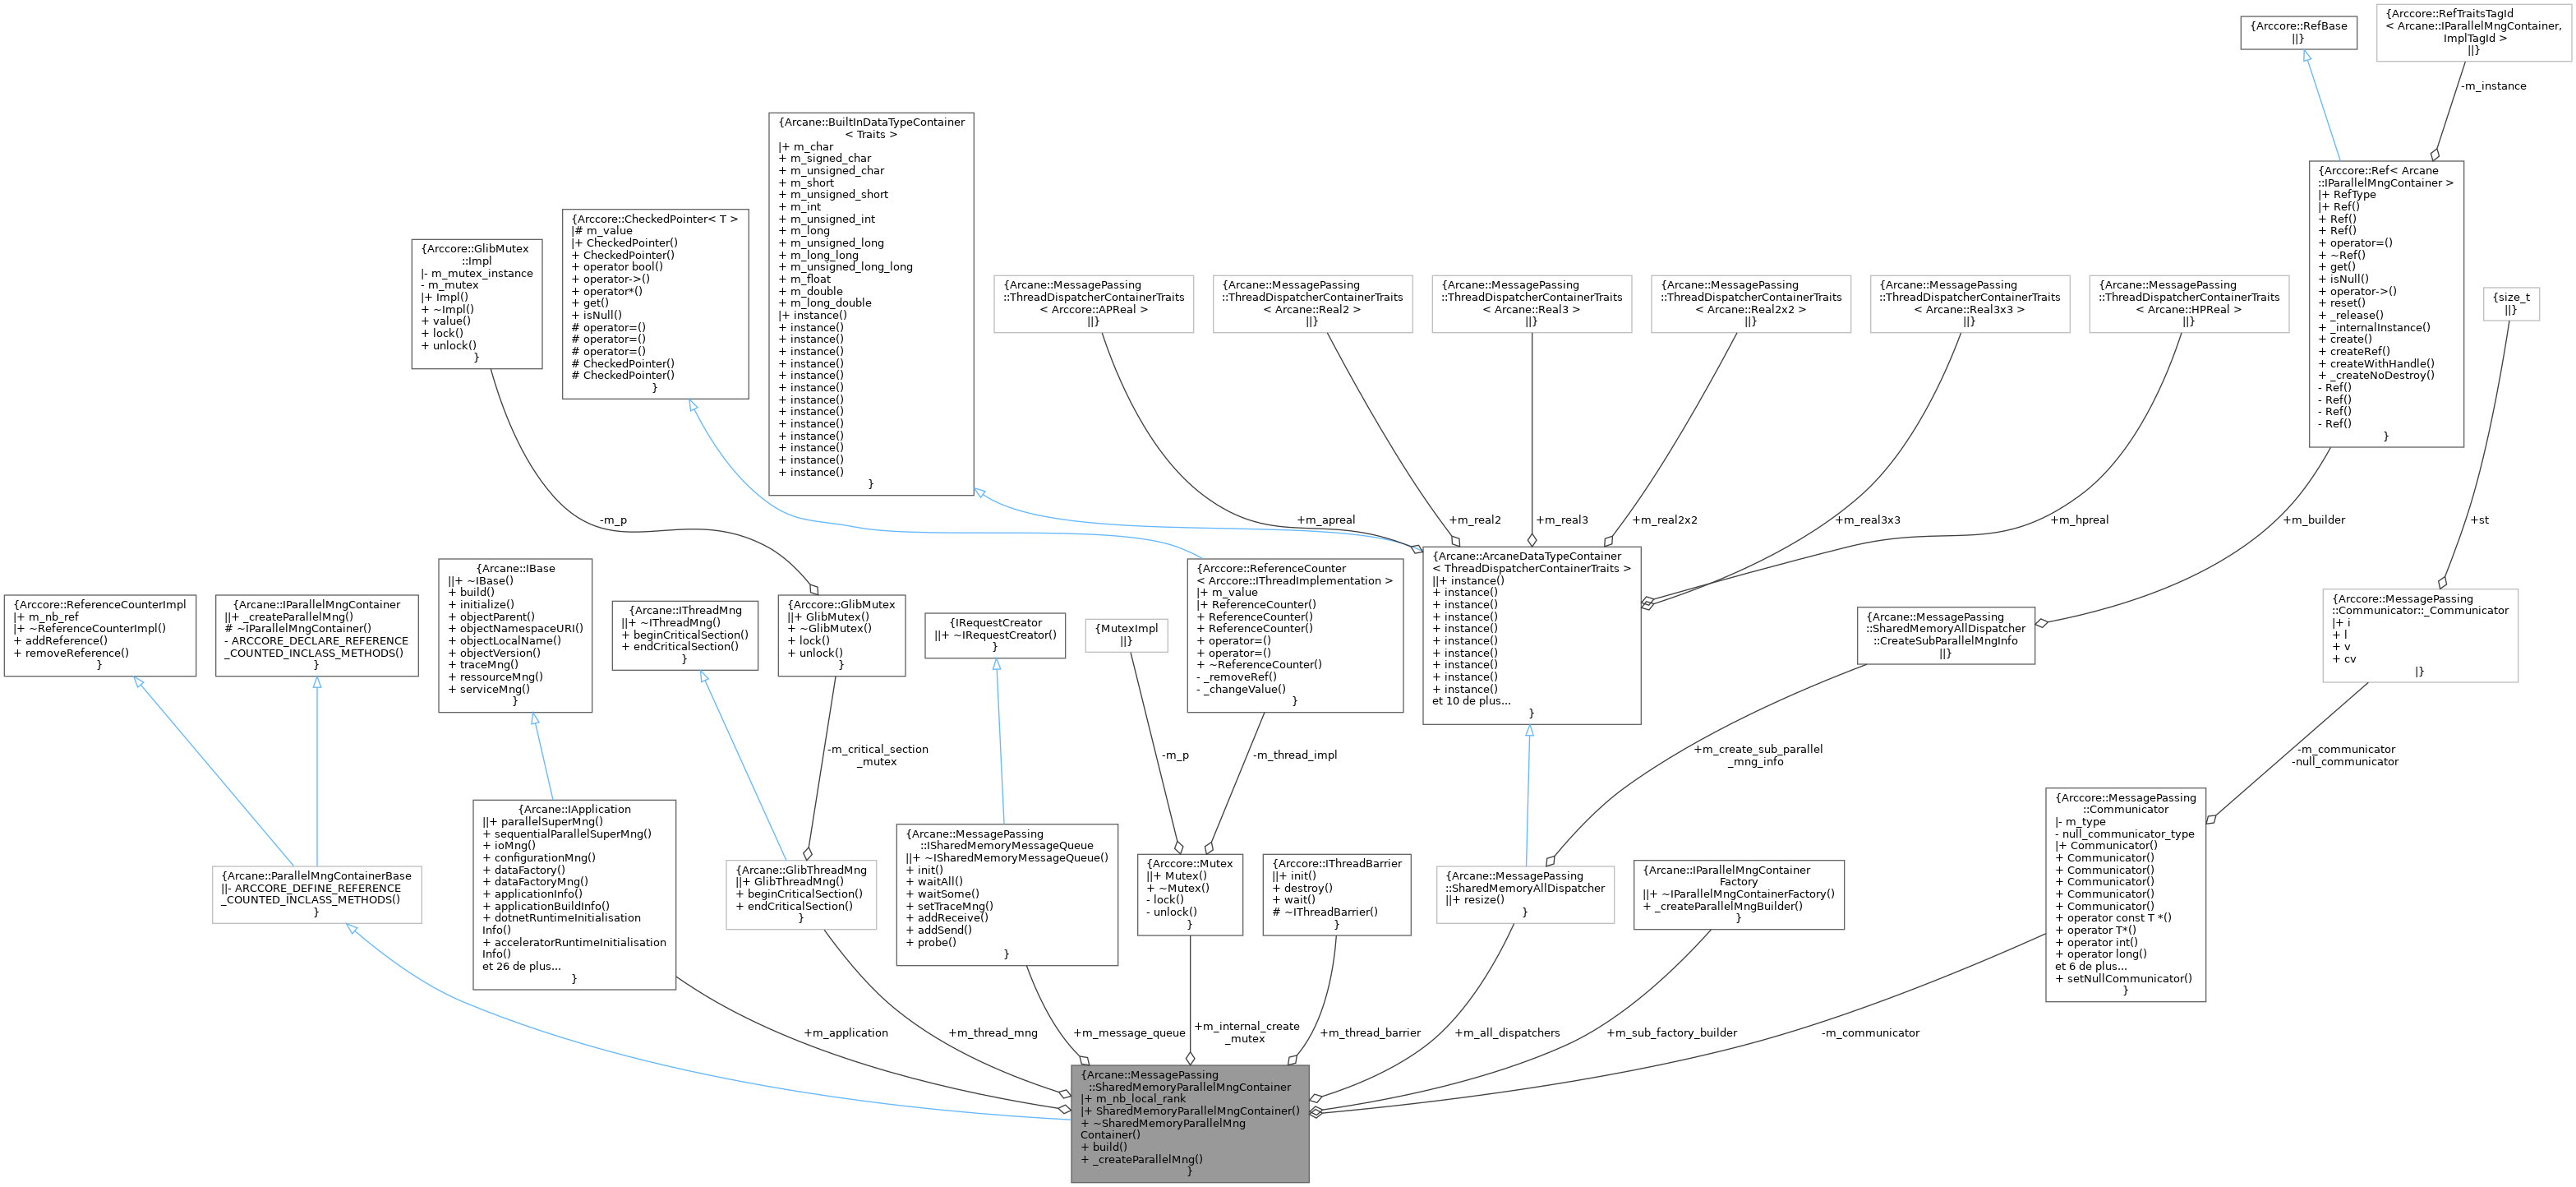 {Arccore::RefBase
||}
{Arccore::RefTraitsTagId
< Arcane::IParallelMngContainer,
ImplTagId >
||}
-m_instance
{Arcane::BuiltInDataTypeContainer
< Traits >
|+ m_char
+ m_signed_char
+ m_unsigned_char
+ m_short
+ m_unsigned_short
+ m_int
+ m_unsigned_int
+ m_long
+ m_unsigned_long
+ m_long_long
+ m_unsigned_long_long
+ m_float
+ m_double
+ m_long_double
|+ instance()
+ instance()
+ instance()
+ instance()
+ instance()
+ instance()
+ instance()
+ instance()
+ instance()
+ instance()
+ instance()
+ instance()
+ instance()
+ instance()
}
{Arccore::Ref< Arcane
::IParallelMngContainer >
|+ RefType
|+ Ref()
+ Ref()
+ Ref()
+ operator=()
+ ~Ref()
+ get()
+ isNull()
+ operator->()
+ reset()
+ _release()
+ _internalInstance()
+ create()
+ createRef()
+ createWithHandle()
+ _createNoDestroy()
- Ref()
- Ref()
- Ref()
- Ref()
}
{Arccore::CheckedPointer< T >
|# m_value
|+ CheckedPointer()
+ CheckedPointer()
+ operator bool()
+ operator->()
+ operator*()
+ get()
+ isNull()
# operator=()
# operator=()
# operator=()
# CheckedPointer()
# CheckedPointer()
}
{Arccore::GlibMutex
::Impl
|- m_mutex_instance
- m_mutex
|+ Impl()
+ ~Impl()
+ value()
+ lock()
+ unlock()
}
{Arcane::MessagePassing
::ThreadDispatcherContainerTraits
< Arccore::APReal >
||}
{Arcane::MessagePassing
::ThreadDispatcherContainerTraits
< Arcane::Real2 >
||}
{Arcane::MessagePassing
::ThreadDispatcherContainerTraits
< Arcane::Real3 >
||}
{Arcane::MessagePassing
::ThreadDispatcherContainerTraits
< Arcane::Real2x2 >
||}
{Arcane::MessagePassing
::ThreadDispatcherContainerTraits
< Arcane::Real3x3 >
||}
{Arcane::MessagePassing
::ThreadDispatcherContainerTraits
< Arcane::HPReal >
||}
{size_t
||}
-m_p
+m_apreal
+m_real2
+m_real3
+m_real2x2
+m_real3x3
+m_hpreal
+m_builder
+st
{Arccore::ReferenceCounterImpl
|+ m_nb_ref
|+ ~ReferenceCounterImpl()
+ addReference()
+ removeReference()
}
{Arcane::IParallelMngContainer
||+ _createParallelMng()
# ~IParallelMngContainer()
- ARCCORE_DECLARE_REFERENCE
_COUNTED_INCLASS_METHODS()
}
{Arcane::IBase
||+ ~IBase()
+ build()
+ initialize()
+ objectParent()
+ objectNamespaceURI()
+ objectLocalName()
+ objectVersion()
+ traceMng()
+ ressourceMng()
+ serviceMng()
}
{Arcane::IThreadMng
||+ ~IThreadMng()
+ beginCriticalSection()
+ endCriticalSection()
}
{Arccore::GlibMutex
||+ GlibMutex()
+ ~GlibMutex()
+ lock()
+ unlock()
}
{IRequestCreator
||+ ~IRequestCreator()
}
{MutexImpl
||}
{Arccore::ReferenceCounter
< Arccore::IThreadImplementation >
|+ m_value
|+ ReferenceCounter()
+ ReferenceCounter()
+ ReferenceCounter()
+ operator=()
+ operator=()
+ ~ReferenceCounter()
- _removeRef()
- _changeValue()
}
{Arcane::ArcaneDataTypeContainer
< ThreadDispatcherContainerTraits >
||+ instance()
+ instance()
+ instance()
+ instance()
+ instance()
+ instance()
+ instance()
+ instance()
+ instance()
+ instance()
et 10 de plus...
}
{Arcane::MessagePassing
::SharedMemoryAllDispatcher
::CreateSubParallelMngInfo
||}
{Arccore::MessagePassing
::Communicator::_Communicator
|+ i
+ l
+ v
+ cv
|}
-m_critical_section
_mutex
-m_p
-m_thread_impl
+m_create_sub_parallel
_mng_info
-m_communicator
-null_communicator
{Arcane::ParallelMngContainerBase
||- ARCCORE_DEFINE_REFERENCE
_COUNTED_INCLASS_METHODS()
}
{Arcane::IApplication
||+ parallelSuperMng()
+ sequentialParallelSuperMng()
+ ioMng()
+ configurationMng()
+ dataFactory()
+ dataFactoryMng()
+ applicationInfo()
+ applicationBuildInfo()
+ dotnetRuntimeInitialisation
Info()
+ acceleratorRuntimeInitialisation
Info()
et 26 de plus...
}
{Arcane::GlibThreadMng
||+ GlibThreadMng()
+ beginCriticalSection()
+ endCriticalSection()
}
{Arcane::MessagePassing
::ISharedMemoryMessageQueue
||+ ~ISharedMemoryMessageQueue()
+ init()
+ waitAll()
+ waitSome()
+ setTraceMng()
+ addReceive()
+ addSend()
+ probe()
}
{Arccore::Mutex
||+ Mutex()
+ ~Mutex()
- lock()
- unlock()
}
{Arccore::IThreadBarrier
||+ init()
+ destroy()
+ wait()
# ~IThreadBarrier()
}
{Arcane::MessagePassing
::SharedMemoryAllDispatcher
||+ resize()
}
{Arcane::IParallelMngContainer
Factory
||+ ~IParallelMngContainerFactory()
+ _createParallelMngBuilder()
}
{Arccore::MessagePassing
::Communicator
|- m_type
- null_communicator_type
|+ Communicator()
+ Communicator()
+ Communicator()
+ Communicator()
+ Communicator()
+ Communicator()
+ operator const T *()
+ operator T*()
+ operator int()
+ operator long()
et 6 de plus...
+ setNullCommunicator()
}
+m_application
+m_thread_mng
+m_message_queue
+m_internal_create
_mutex
+m_thread_barrier
+m_all_dispatchers
+m_sub_factory_builder
-m_communicator
{Arcane::MessagePassing
::SharedMemoryParallelMngContainer
|+ m_nb_local_rank
|+ SharedMemoryParallelMngContainer()
+ ~SharedMemoryParallelMng
Container()
+ build()
+ _createParallelMng()
}